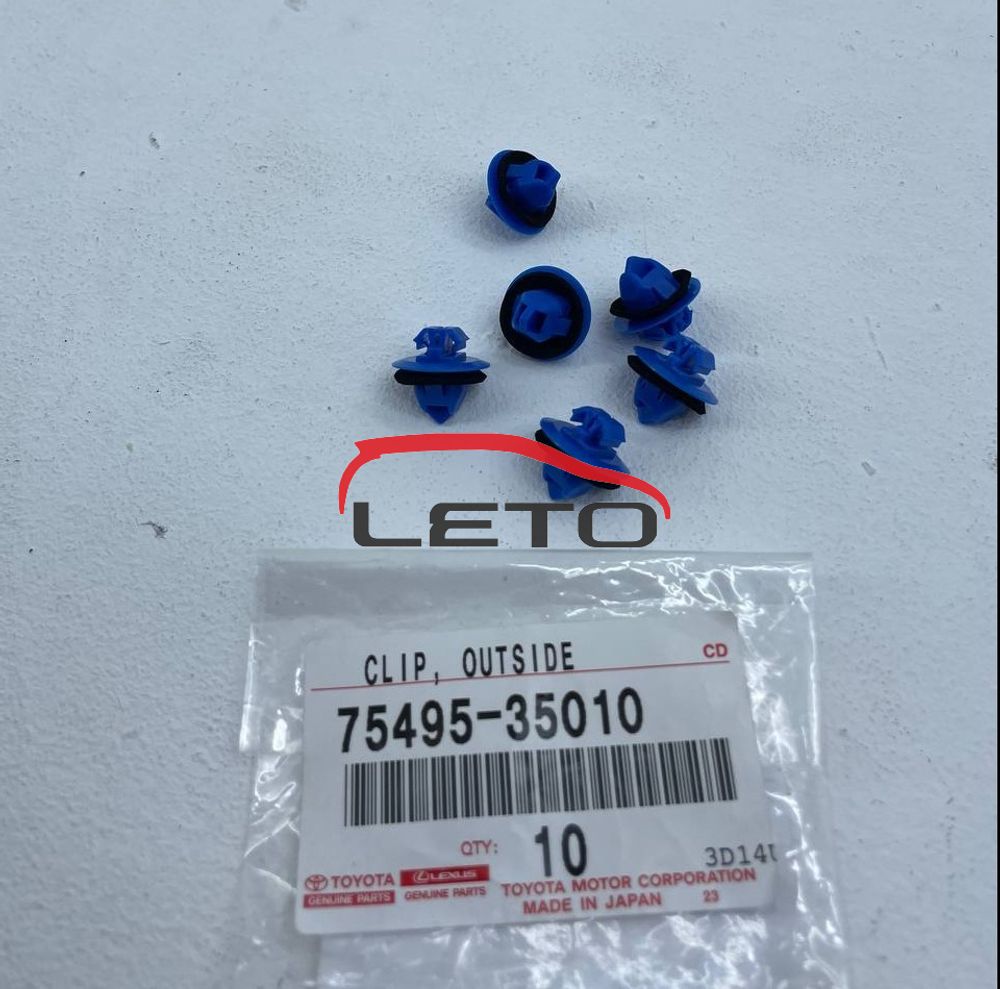 LETO
CLIP, OUTSIDE CD
75495-35010
QTY: 10
3D14
TOYOTA LEXUS TOYOTA MOTOR CORPORATION
GENUINE PARTS GENUINE PARTS MADE IN JAPAN 23